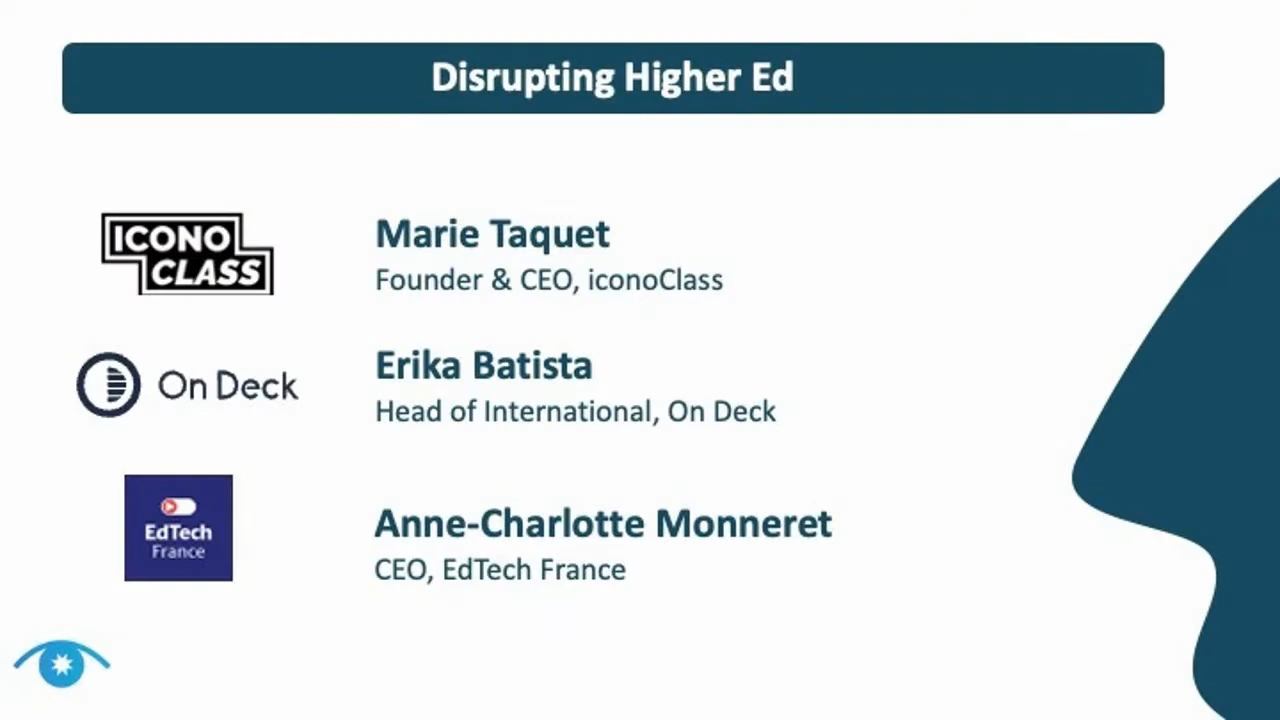 Disrupting Higher Ed
ICONO
CLASS
Marie Taquet
Founder & CEO, iconoClass
On Deck
Erika Batista
Head of International, On Deck
EdTech
France
Anne-Charlotte Monneret
CEO, EdTech France